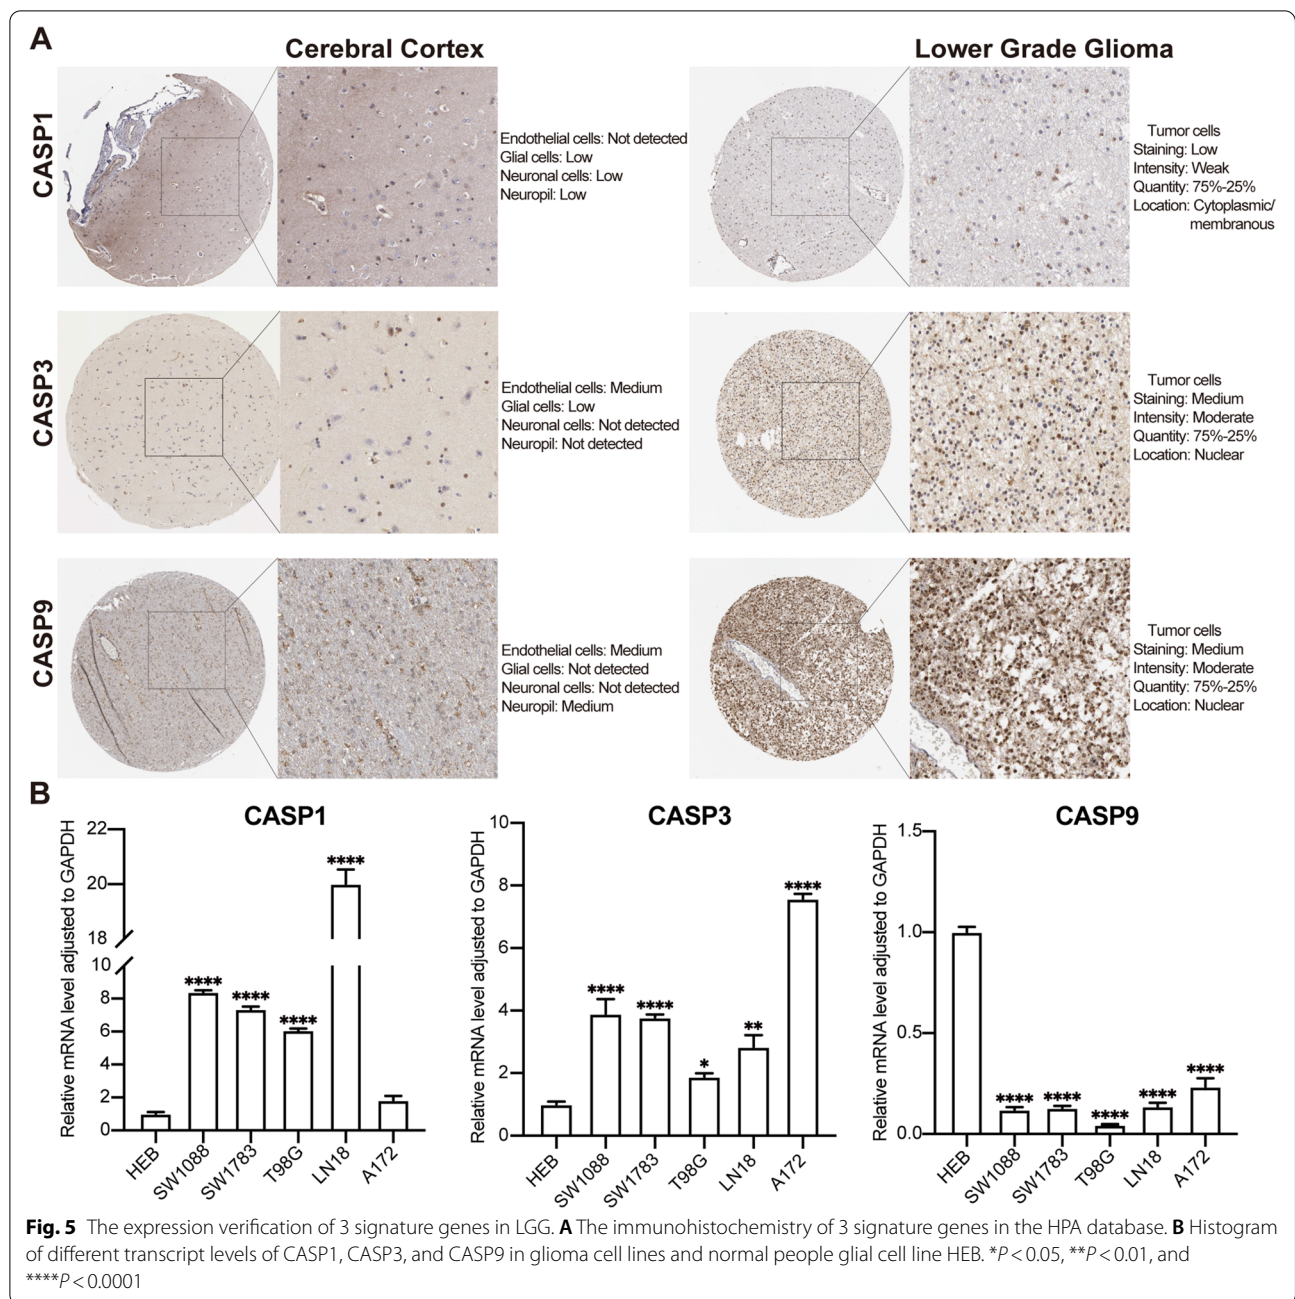 A
Cerebral Cortex
Lower Grade Glioma
CASP1
Endothelial cells: Not detected
Glial cells: Low
Neuronal cells: Low
Neuropil: Low
Tumor cells
Staining: Low
Intensity: Weak
Quantity: 75%-25%
Location: Cytoplasmic/
membranous
CASP3
Endothelial cells: Medium
Glial cells: Low
Neuronal cells: Not detected
Neuropil: Not detected
Tumor cells
Staining: Medium
Intensity: Moderate
Quantity: 75%-25%
Location: Nuclear
CASP9
Endothelial cells: Medium
Glial cells: Not detected
Neuronal cells: Not detected
Neuropil: Medium
Tumor cells
Staining: Medium
Intensity: Moderate
Quantity: 75%-25%
Location: Nuclear
B
CASP1
Relative mRNA level adjusted to GAPDH
22
20
18
10
8
6
4
2
0
****
****
****
****
HEB
SW1088
SW1783
T98G
LN18
A172
CASP3
Relative mRNA level adjusted to GAPDH
10
8
6
4
2
0
****
****
*
**
****
HEB
SW1088
SW1783
T98G
LN18
A172
CASP9
Relative mRNA level adjusted to GAPDH
1.5
1.0
0.5
0.0
****
****
****
****
****
HEB
SW1088
SW1783
T98G
LN18
A172
Fig. 5 The expression verification of 3 signature genes in LGG. A The immunohistochemistry of 3 signature genes in the HPA database. B Histogram
of different transcript levels of CASP1, CASP3, and CASP9 in glioma cell lines and normal people glial cell line HEB. *P < 0.05, **P < 0.01, and
****P < 0.0001